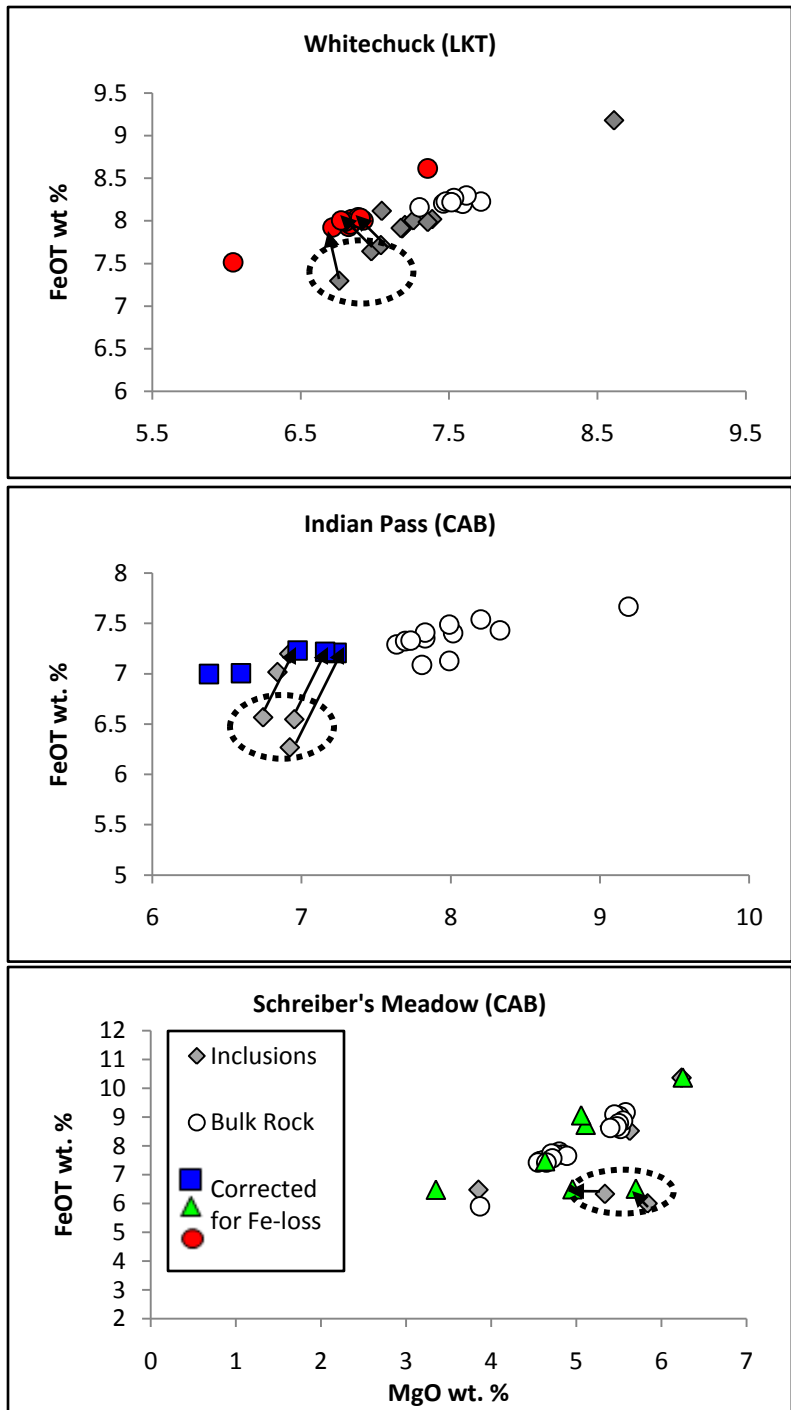 Whitechuck (LKT)
FeOT wt %
9.5
9
8.5
8
7.5
7
6.5
6
5.5 6.5 7.5 8.5 9.5
Indian Pass (CAB)
FeOT wt. %
8
7.5
7
6.5
6
5.5
5
6 7 8 9 10
Schreiber's Meadow (CAB)
FeOT wt. %
12
11
10
9
8
7
6
5
4
3
2
Inclusions
Bulk Rock
Corrected
for Fe-loss
0 1 2 3 4 5 6 7
MgO wt. %